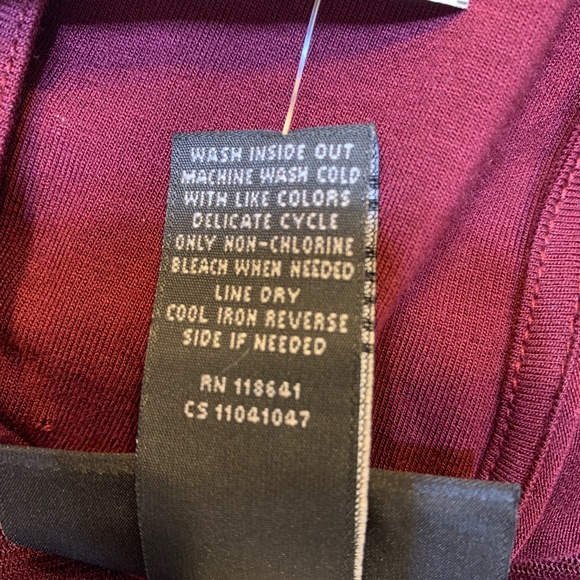 WASH INSIDE OUT
MACHINE WASH COLD
WITH LIKE COLORS
DELICATE CYCLE
ONLY NON-CHLORINE
BLEACH WHEN NEEDED
LINE DRY
COOL IRON REVERSE
SIDE IF NEEDED
RN 118641
CS 11041047